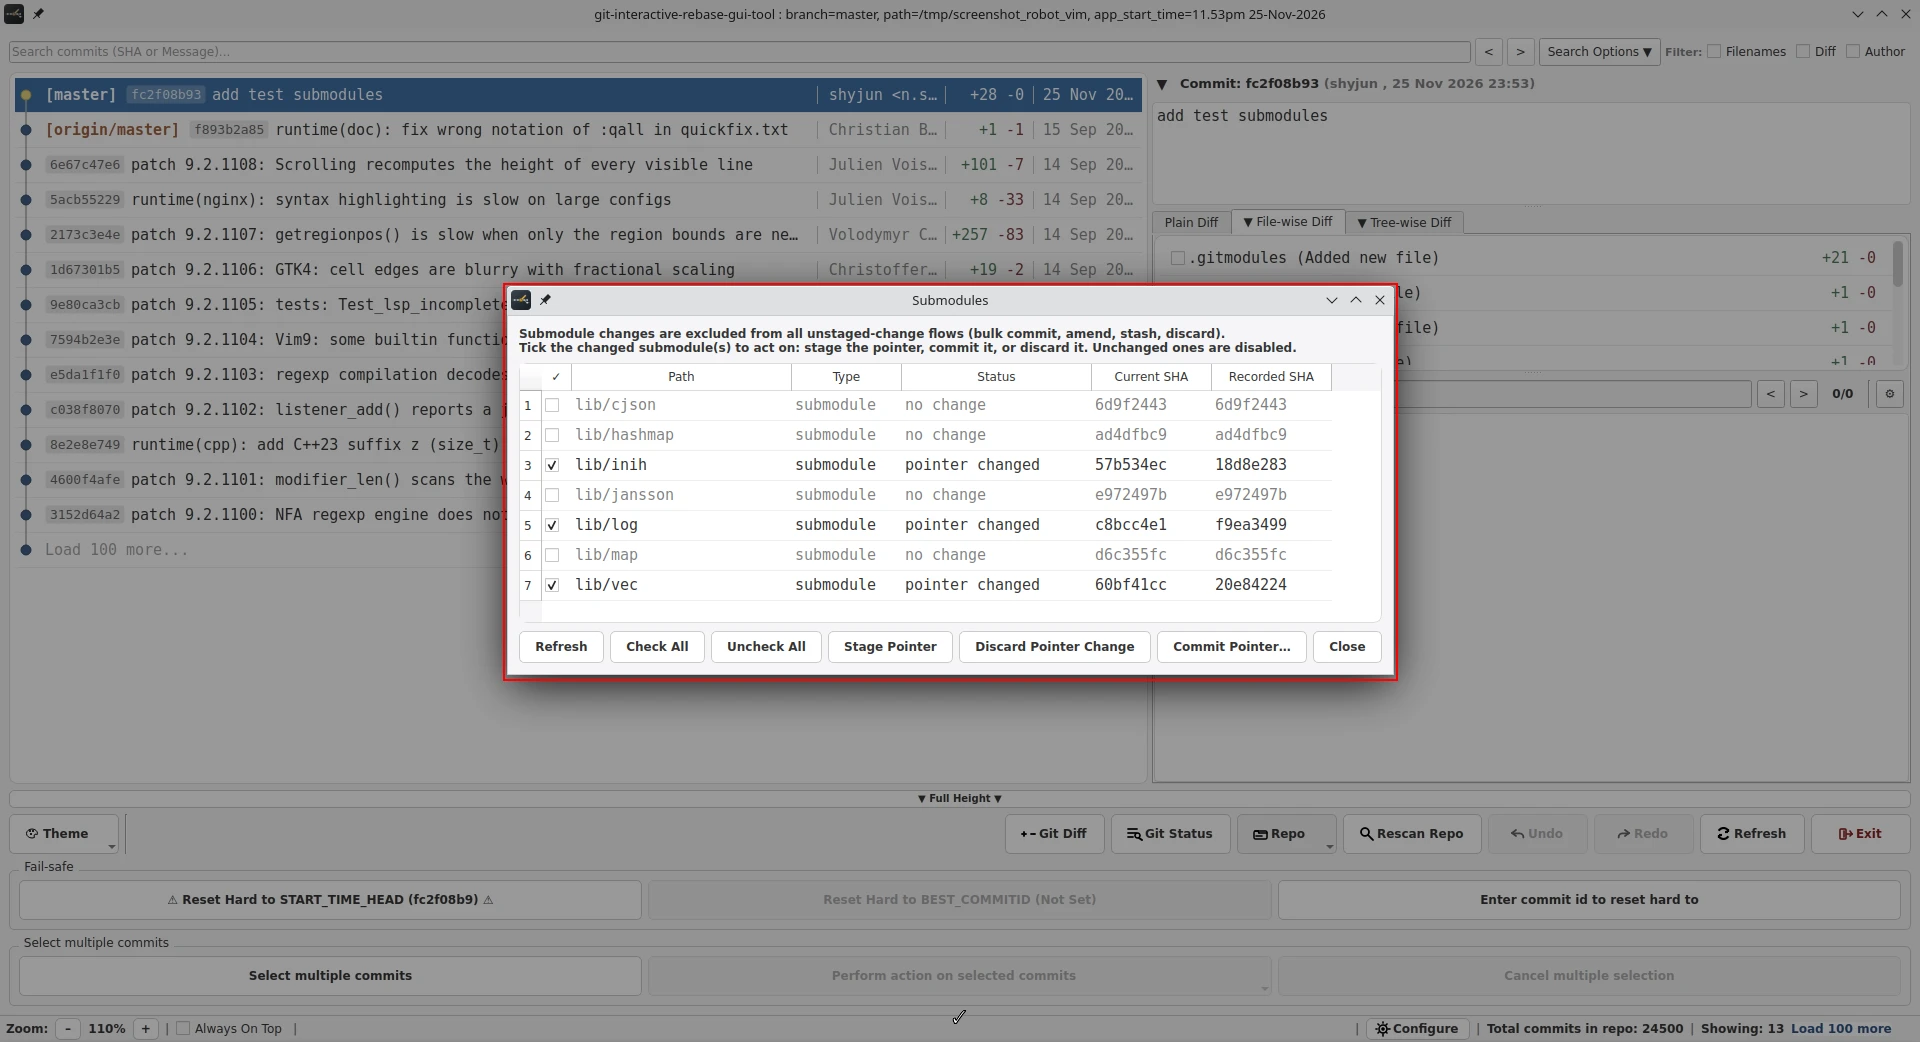 git-interactive-rebase-gui-tool : branch=master, path=/tmp/screenshot_robot_vim, app_start_time=11.53pm 25-Nov-2026
Search commits (SHA or Message)...
< > Search Options ▼ Filter: Filenames Diff Author
[master] fc2f08b93 add test submodules shyjun <n.s… +28 -0 25 Nov 20…
[origin/master] f893b2a85 runtime(doc): fix wrong notation of :qall in quickfix.txt Christian B… +1 -1 15 Sep 20…
6e67c47e6 patch 9.2.1108: Scrolling recomputes the height of every visible line Julien Vois… +101 -7 14 Sep 20…
5acb55229 runtime(nginx): syntax highlighting is slow on large configs Julien Vois… +8 -33 14 Sep 20…
2173c3e4e patch 9.2.1107: getregionpos() is slow when only the region bounds are ne… Volodymyr C… +257 -83 14 Sep 20…
1d67301b5 patch 9.2.1106: GTK4: cell edges are blurry with fractional scaling Christoffer… +19 -2 14 Sep 20…
9e80ca3cb patch 9.2.1105: tests: Test_lsp_incomplete
7594b2e3e patch 9.2.1104: Vim9: some builtin functi
e5da1f1f0 patch 9.2.1103: regexp compilation decode
c038f8070 patch 9.2.1102: listener_add() reports a
8e2e8e749 runtime(cpp): add C++23 suffix z (size_t)
4600f4afe patch 9.2.1101: modifier_len() scans the
3152d64a2 patch 9.2.1100: NFA regexp engine does no
Load 100 more...
▼ Commit: fc2f08b93 (shyjun , 25 Nov 2026 23:53)
add test submodules
Plain Diff ▼ File-wise Diff ▼ Tree-wise Diff
.gitmodules (Added new file) +21 -0
le) +1 -0
file) +1 -0
e) +1 -0
< > 0/0
Submodules
Submodule changes are excluded from all unstaged-change flows (bulk commit, amend, stash, discard).
Tick the changed submodule(s) to act on: stage the pointer, commit it, or discard it. Unchanged ones are disabled.
✓ Path Type Status Current SHA Recorded SHA
1 lib/cjson submodule no change 6d9f2443 6d9f2443
2 lib/hashmap submodule no change ad4dfbc9 ad4dfbc9
3 lib/inih submodule pointer changed 57b534ec 18d8e283
4 lib/jansson submodule no change e972497b e972497b
5 lib/log submodule pointer changed c8bcc4e1 f9ea3499
6 lib/map submodule no change d6c355fc d6c355fc
7 lib/vec submodule pointer changed 60bf41cc 20e84224
Refresh Check All Uncheck All Stage Pointer Discard Pointer Change Commit Pointer... Close
▼ Full Height ▼
Theme Git Diff Git Status Repo Rescan Repo Undo Redo Refresh Exit
Fail-safe
⚠ Reset Hard to START_TIME_HEAD (fc2f08b9) ⚠ Reset Hard to BEST_COMMITID (Not Set) Enter commit id to reset hard to
Select multiple commits
Select multiple commits Perform action on selected commits Cancel multiple selection
Zoom: - 110% + | Always On Top | | Configure | Total commits in repo: 24500 | Showing: 13 Load 100 more